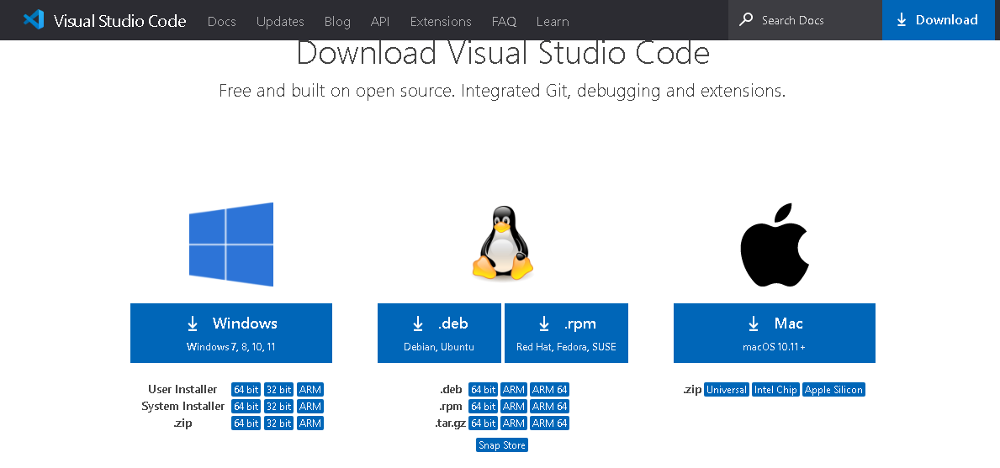 Visual Studio Code Docs Updates Blog API Extensions FAQ Learn Search Docs Download
Download Visual Studio Code
Free and built on open source. Integrated Git, debugging and extensions.
Windows
Windows 7, 8, 10, 11
.deb
Debian, Ubuntu
.rpm
Red Hat, Fedora, SUSE
Mac
macOS 10.11+
User Installer 64 bit 32 bit ARM
System Installer 64 bit 32 bit ARM
.zip 64 bit 32 bit ARM
.deb 64 bit ARM ARM 64
.rpm 64 bit ARM ARM 64
.tar.gz 64 bit ARM ARM 64
Snap Store
.zip Universal Intel Chip Apple Silicon